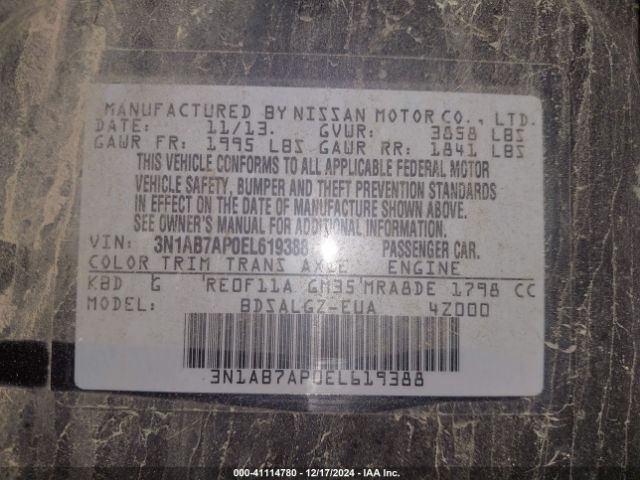 MANUFACTURED BY NISSAN MOTOR CO., LTD.
DATE: 11/13. GVWR: 3858 LBS
GAWR FR: 1995 LBS GAWR RR: 1841 LBS
THIS VEHICLE CONFORMS TO ALL APPLICABLE FEDERAL MOTOR
VEHICLE SAFETY, BUMPER AND THEFT PREVENTION STANDARDS
IN EFFECT ON THE DATE OF MANUFACTURE SHOWN ABOVE.
SEE OWNER'S MANUAL FOR ADDITIONAL INFORMATION.
VIN: 3N1AB7AP0EL619388 PASSENGER CAR.
COLOR TRIM TRANS AXLE ENGINE
KBD G RE0F11A GM35 MRA8DE 1798 CC
MODEL: BDSALGZ-EUA 4Z000
3N1AB7AP0EL619388
000-41114780 - 12/17/2024 - IAA Inc.